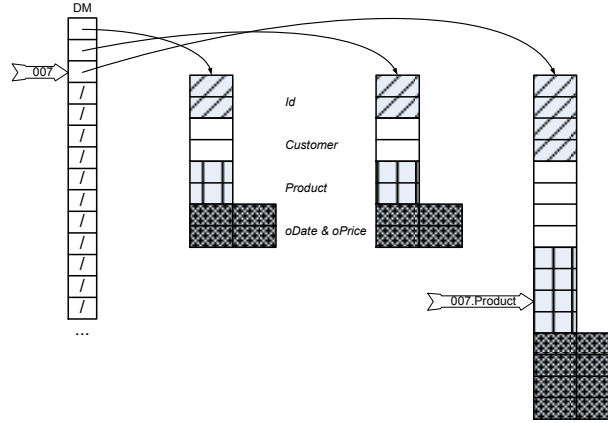 DM
007
/
/
/
/
/
/
/
/
/
/
/
...
Id
Customer
Product
oDate & oPrice
007.Product